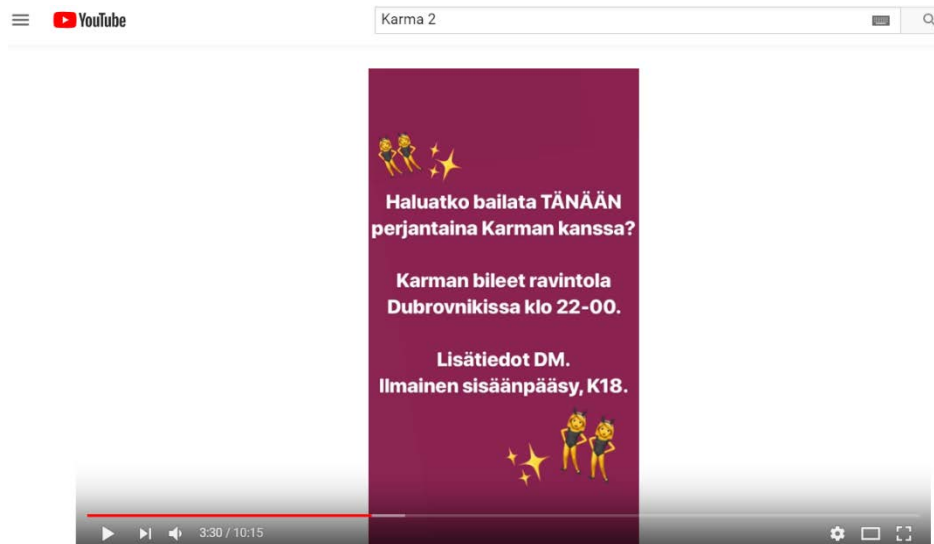 YouTube
Karma 2
Haluatko bailata TÄNÄÄN
perjantaina Karman kanssa?
Karman bileet ravintola
Dubrovnikissa klo 22-00.
Lisätiedot DM.
Ilmainen sisäänpääsy, K18.
3:30 / 10:15